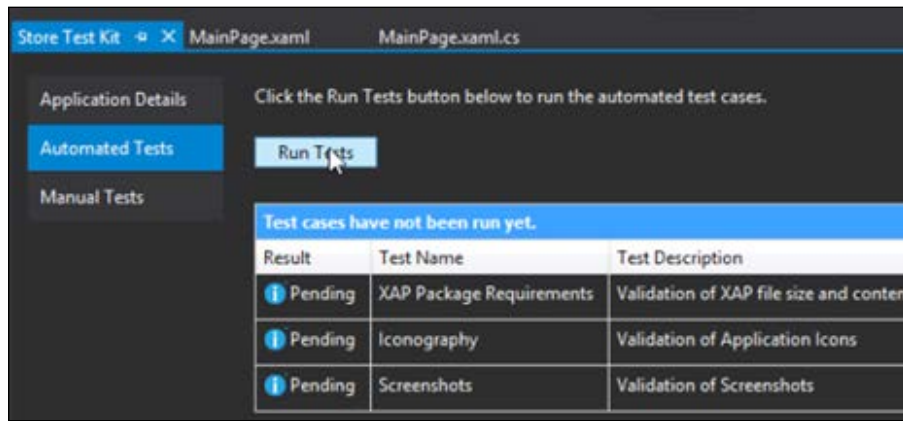 Store Test Kit MainPage.xaml MainPage.xaml.cs
Application Details
Automated Tests
Manual Tests
Click the Run Tests button below to run the automated test cases.
Run Tests
Test cases have not been run yet.
Result Test Name Test Description
Pending XAP Package Requirements Validation of XAP file size and conten
Pending Iconography Validation of Application Icons
Pending Screenshots Validation of Screenshots